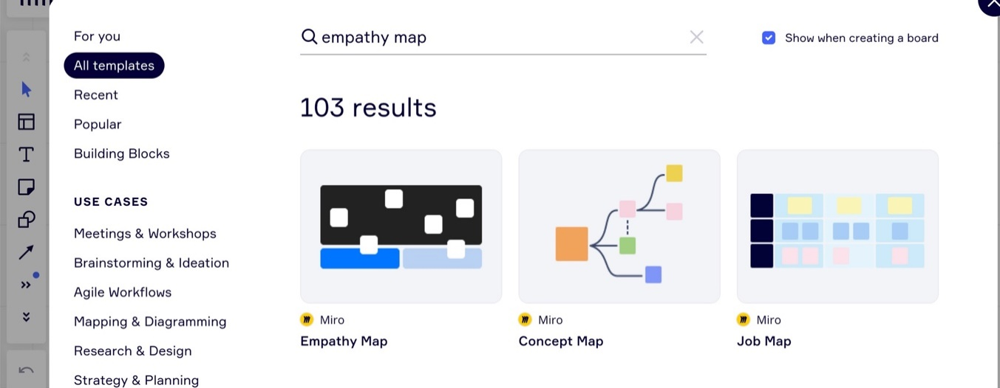 For you
All templates
Recent
Popular
Building Blocks
USE CASES
Meetings & Workshops
Brainstorming & Ideation
Agile Workflows
Mapping & Diagramming
Research & Design
Strategy & Planning
empathy map
Show when creating a board
103 results
Miro
Empathy Map
Miro
Concept Map
Miro
Job Map